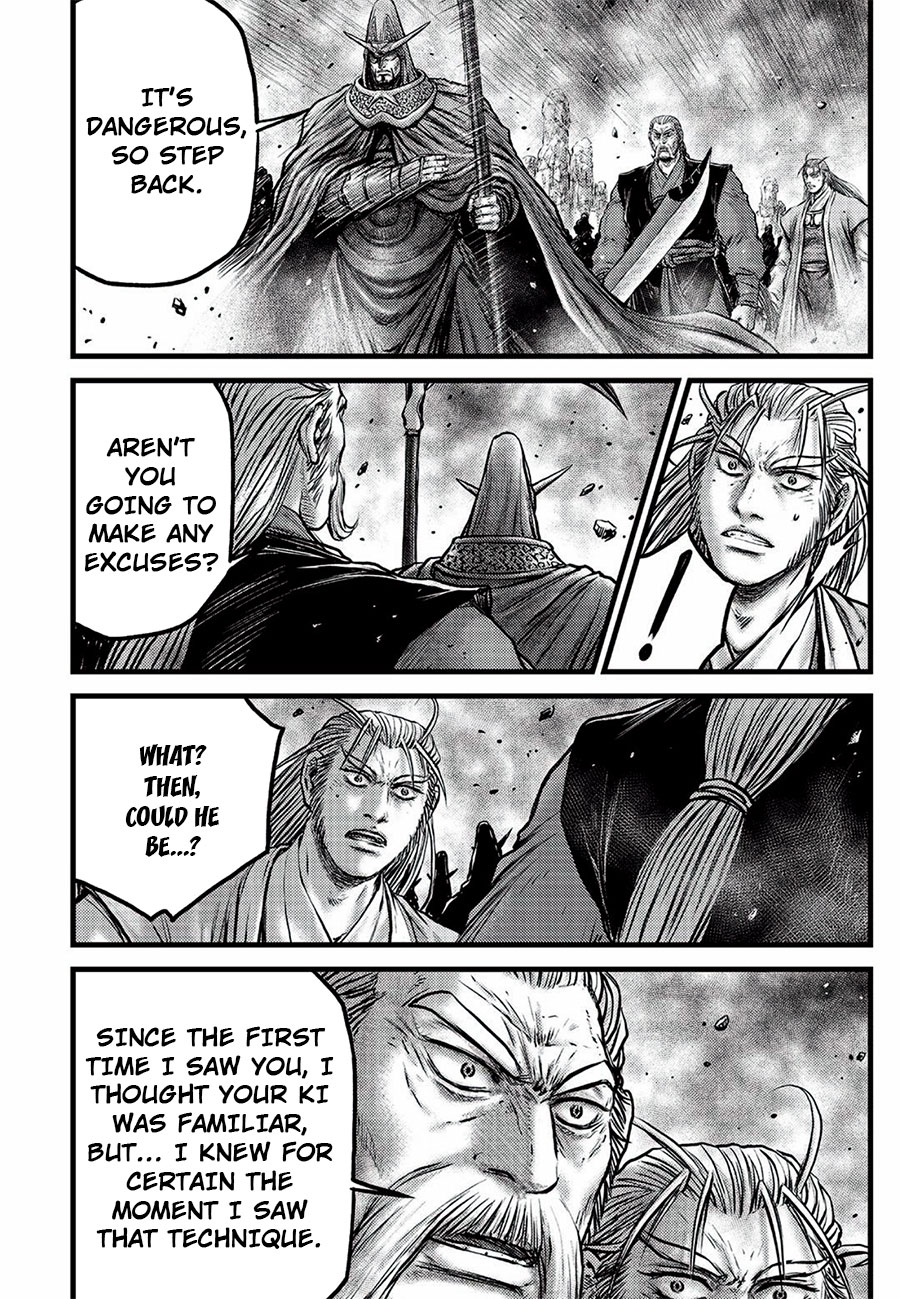 IT'S
DANGEROUS,
SO STEP
BACK.
AREN'T
YOU
GOING TO
MAKE ANY
EXCUSES?
!
WHAT?
THEN,
COULD HE
BE...?
SINCE THE FIRST
TIME I SAW YOU, I
THOUGHT YOUR KI
WAS FAMILIAR,
BUT... I KNEW FOR
CERTAIN THE
MOMENT I SAW
THAT TECHNIQUE.